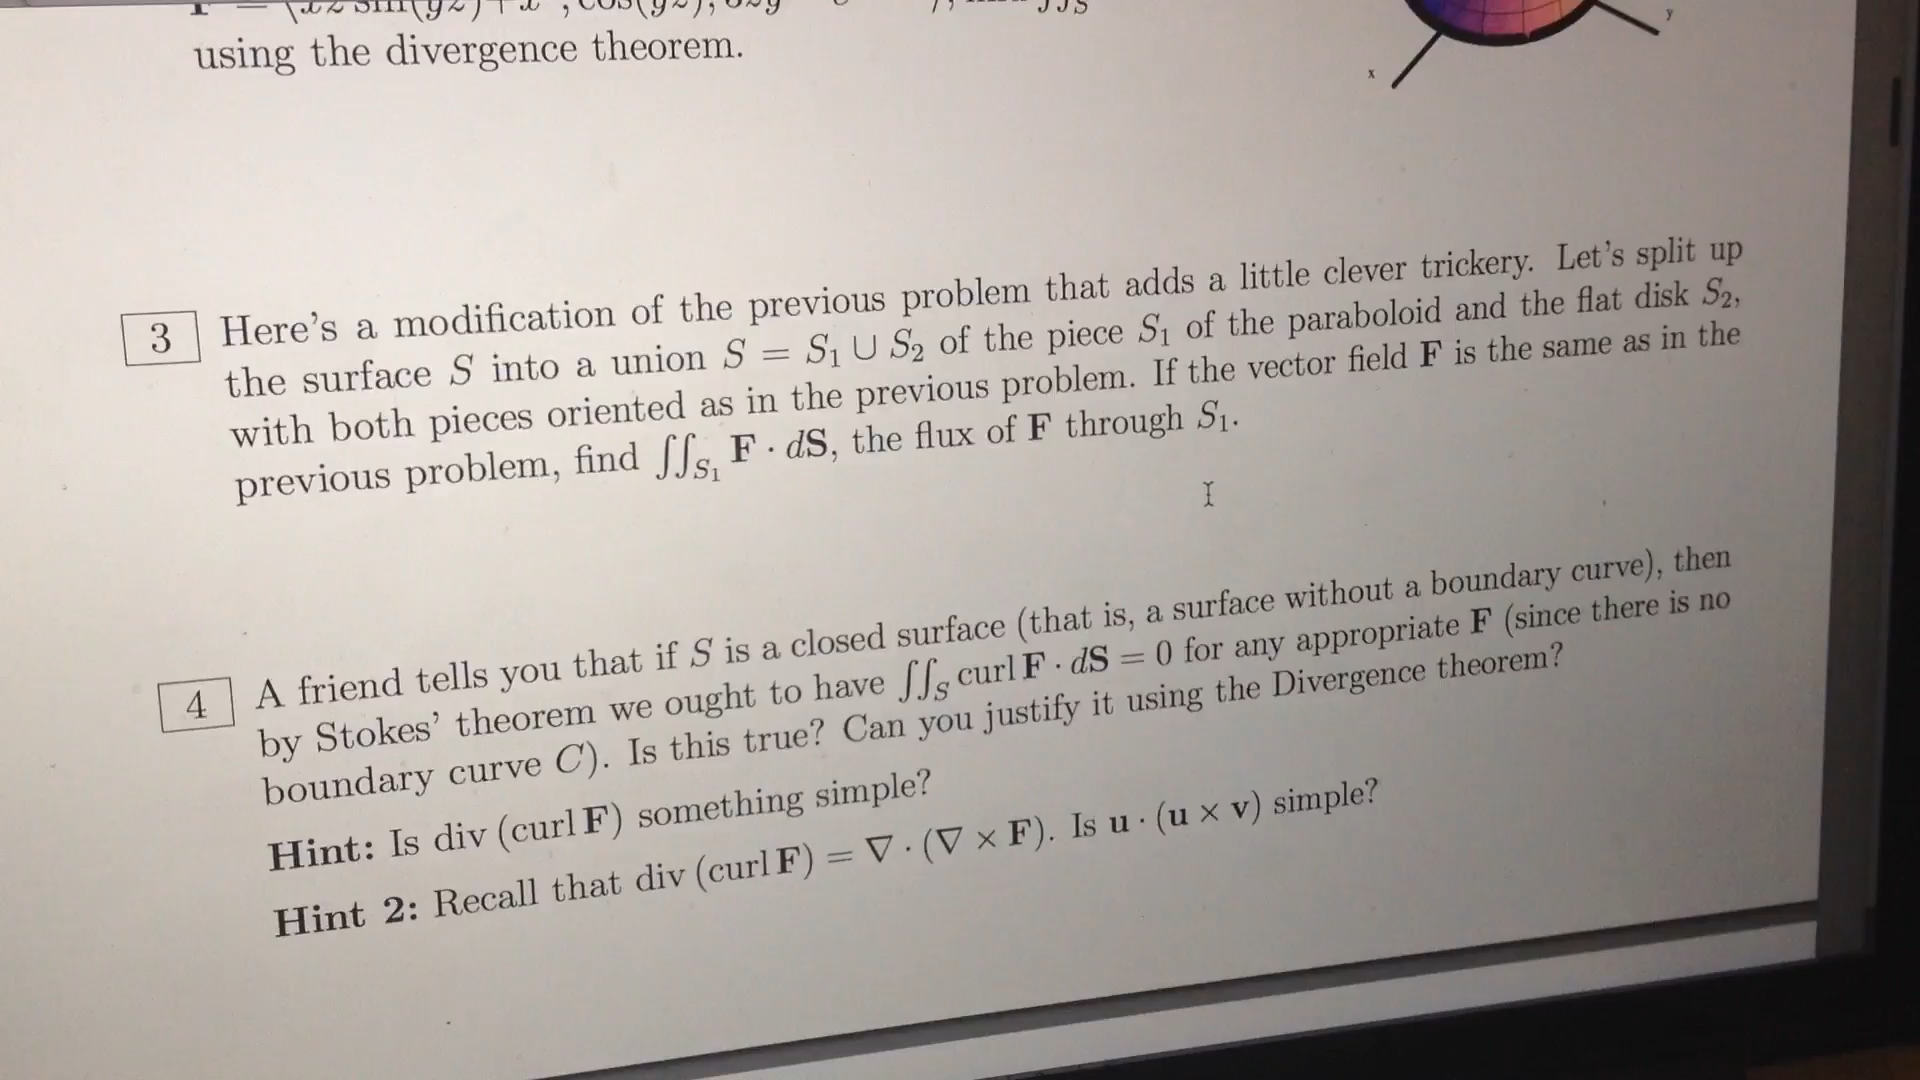 using the divergence theorem.
x
y
3 Here's a modification of the previous problem that adds a little clever trickery. Let's split up
the surface S into a union S = S₁ ∪ S₂ of the piece S₁ of the paraboloid and the flat disk S₂,
with both pieces oriented as in the previous problem. If the vector field F is the same as in the
previous problem, find ∬_S₁ F · dS, the flux of F through S₁.
4 A friend tells you that if S is a closed surface (that is, a surface without a boundary curve), then
by Stokes' theorem we ought to have ∬_S curl F · dS = 0 for any appropriate F (since there is no
boundary curve C). Is this true? Can you justify it using the Divergence theorem?
Hint: Is div (curl F) something simple?
Hint 2: Recall that div (curl F) = ∇ · (∇ × F). Is u · (u × v) simple?